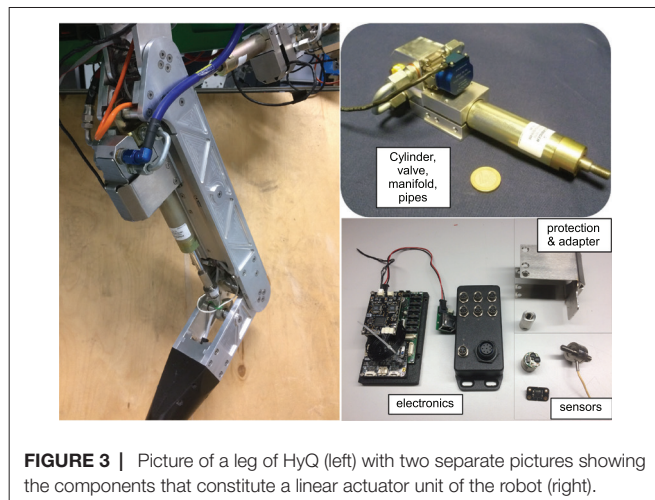 Cylinder,
valve,
manifold,
pipes
protection
& adapter
electronics
sensors
FIGURE 3 | Picture of a leg of HyQ (left) with two separate pictures showing
the components that constitute a linear actuator unit of the robot (right).